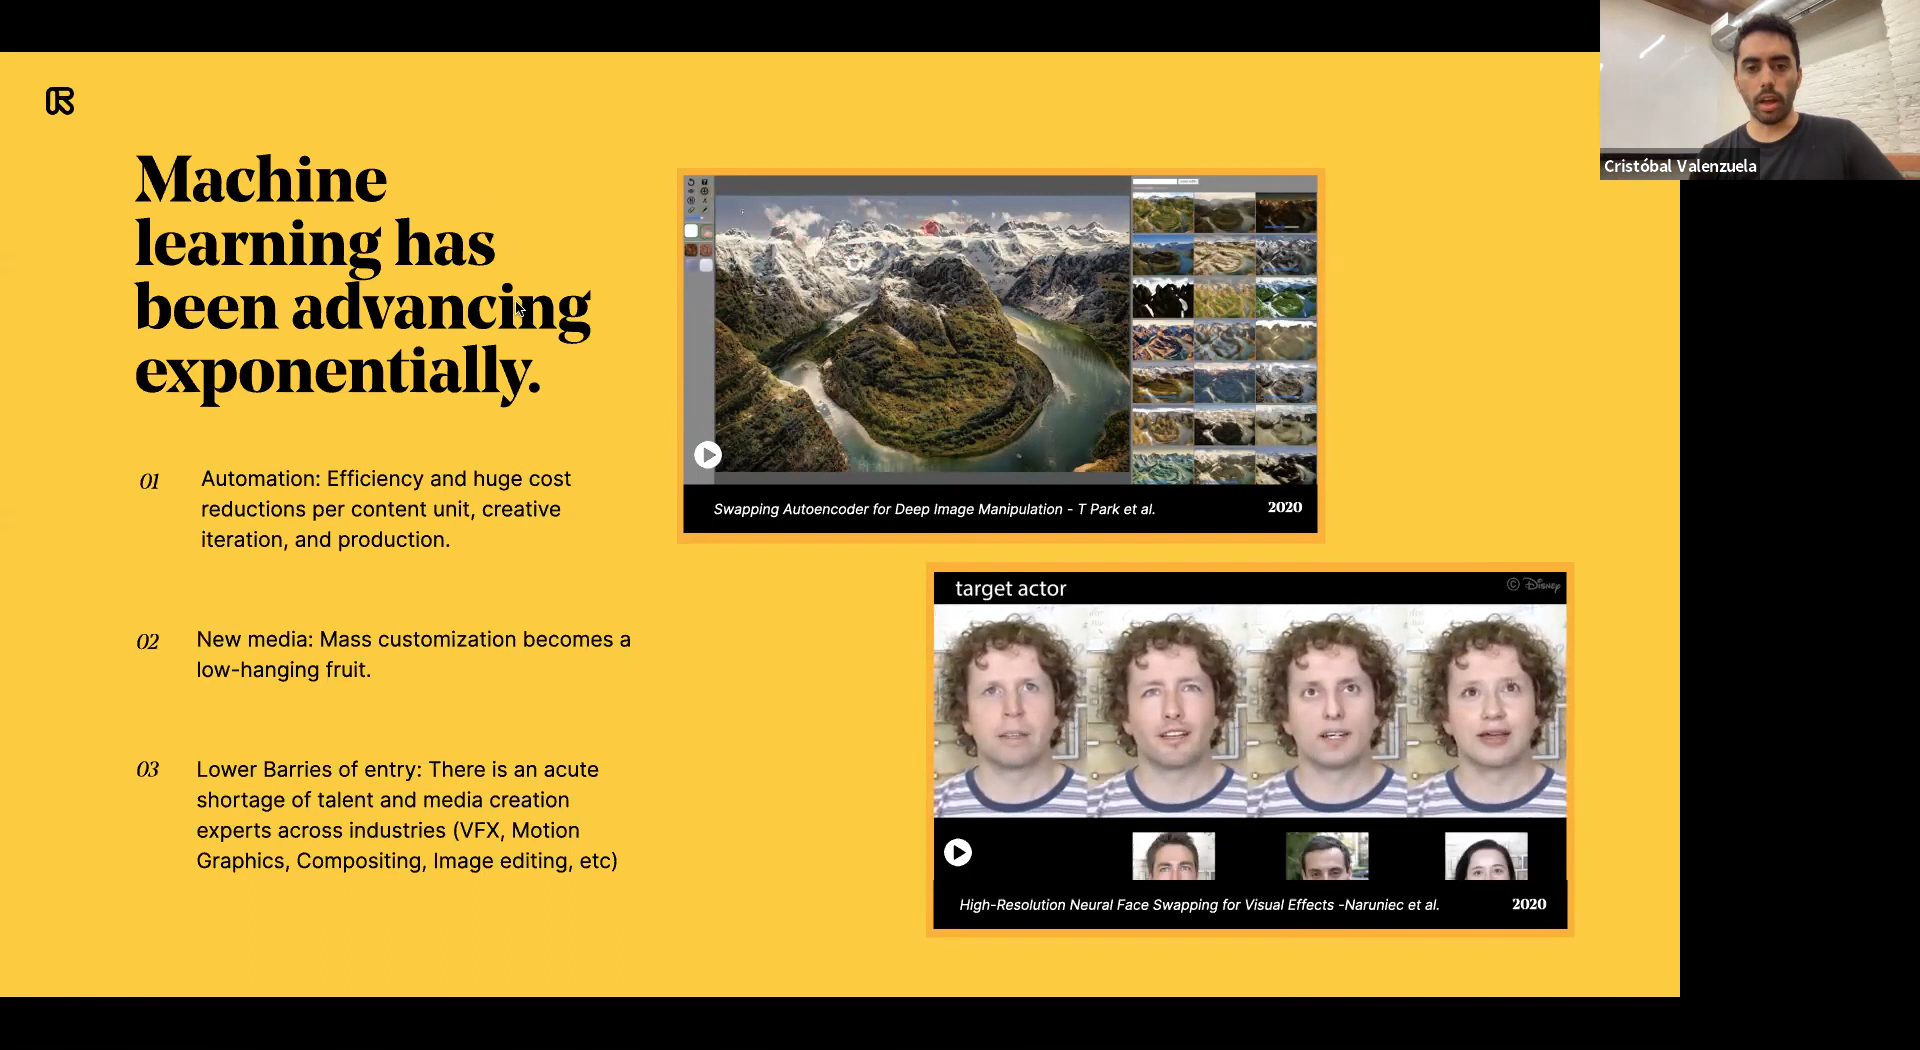 Machine
learning has
been advancing
exponentially.
01
Automation: Efficiency and huge cost
reductions per content unit, creative
iteration, and production.
02
New media: Mass customization becomes a
low-hanging fruit.
03
Lower Barries of entry: There is an acute
shortage of talent and media creation
experts across industries (VFX, Motion
Graphics, Compositing, Image editing, etc)
Swapping Autoencoder for Deep Image Manipulation - T Park et al.
2020
target actor
© Disney
High-Resolution Neural Face Swapping for Visual Effects -Naruniec et al.
2020
Cristóbal Valenzuela